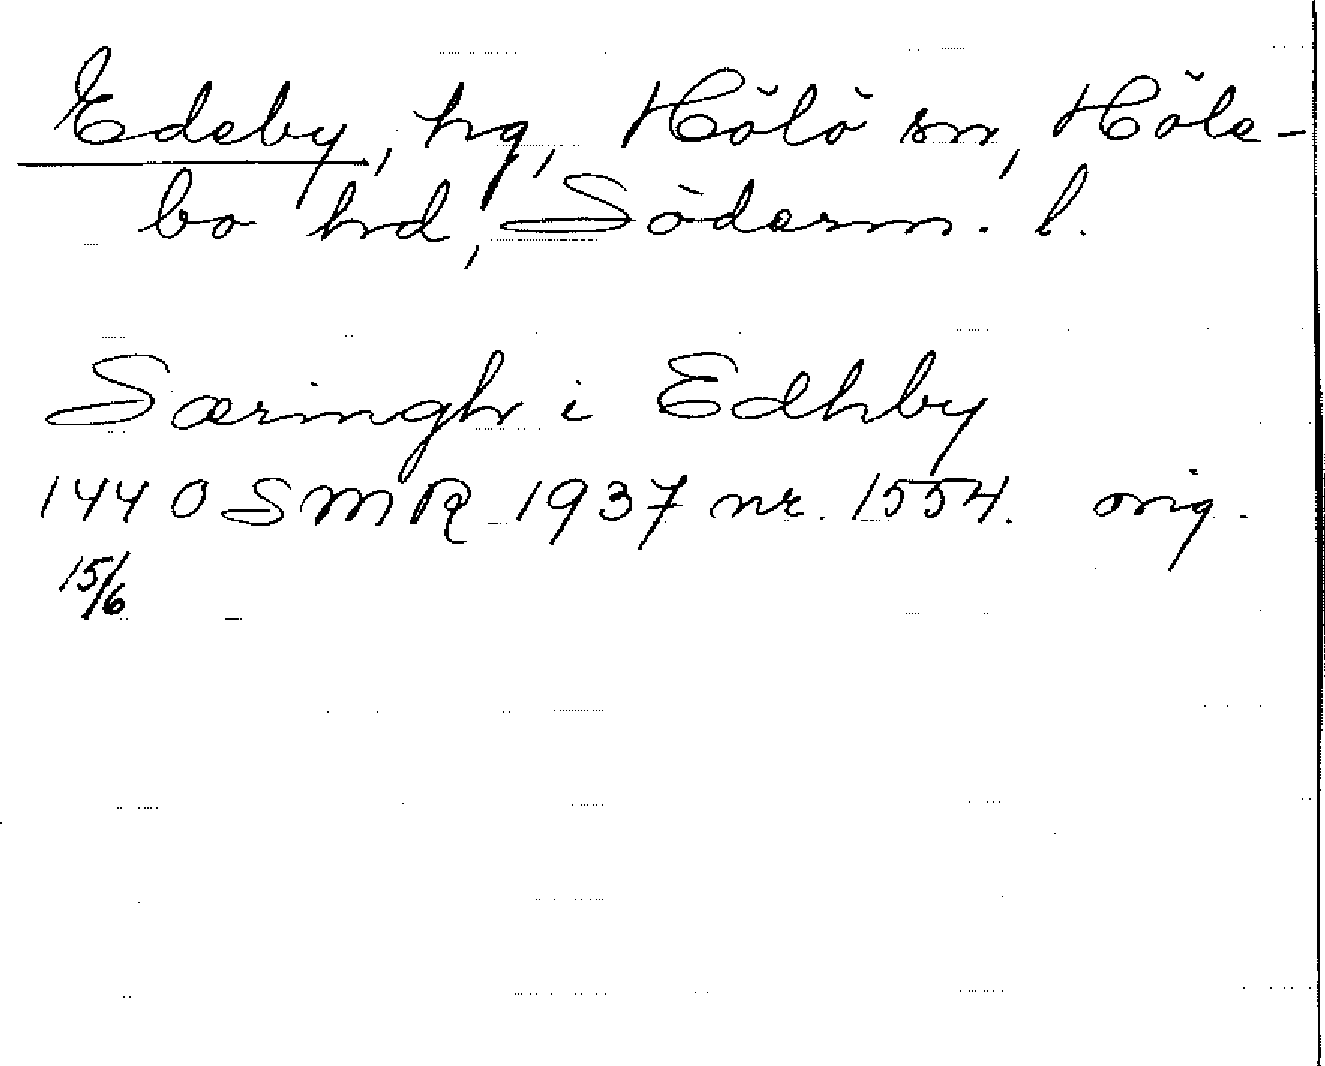 Edeby, hg, Hölö sn, Höle-
bo hd, Söderm. l.
Særingh i Edhby
1440 SMR 1937 nr. 1554. orig.
15/6